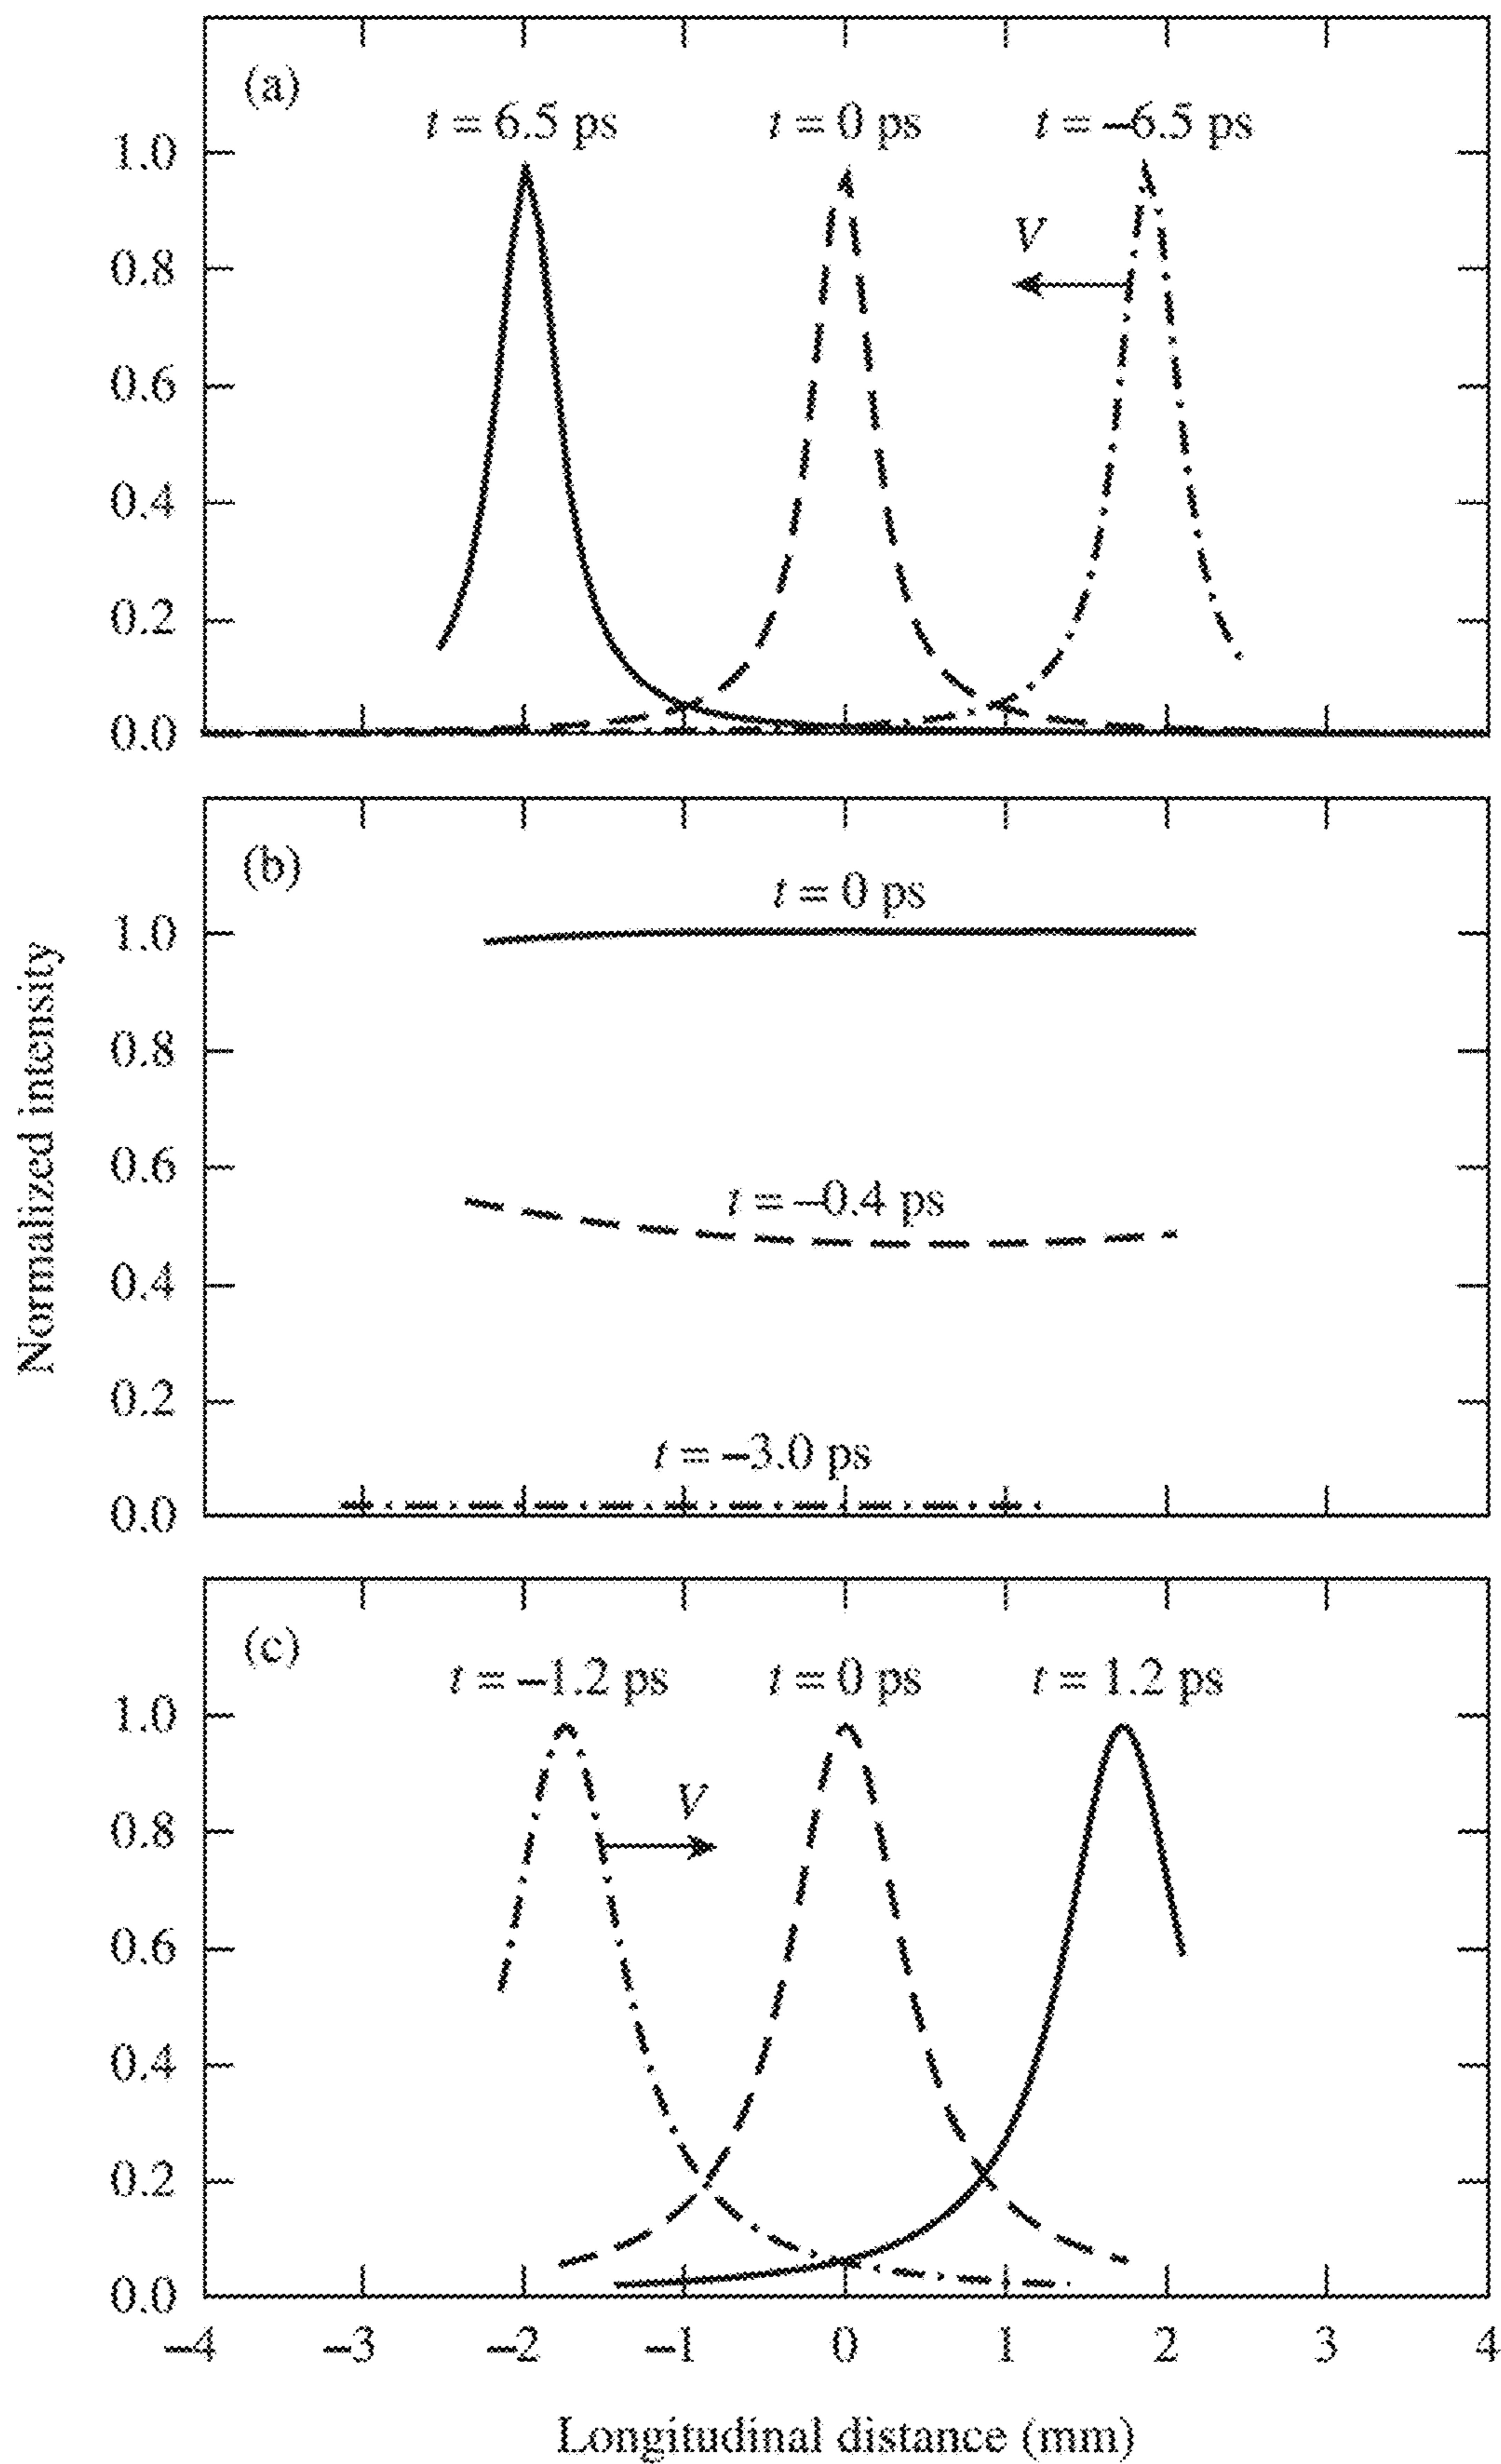 (a)
t = 6.5 ps
t = 0 ps
t = –6.5 ps
V
1.0
0.8
0.6
0.4
0.2
0.0
(b)
t = 0 ps
1.0
0.8
t = –0.4 ps
0.6
0.4
0.2
t = –3.0 ps
0.0
Normalized intensity
(c)
t = –1.2 ps
t = 0 ps
t = 1.2 ps
V
1.0
0.8
0.6
0.4
0.2
0.0
–4 –3 –2 –1 0 1 2 3 4
Longitudinal distance (mm)